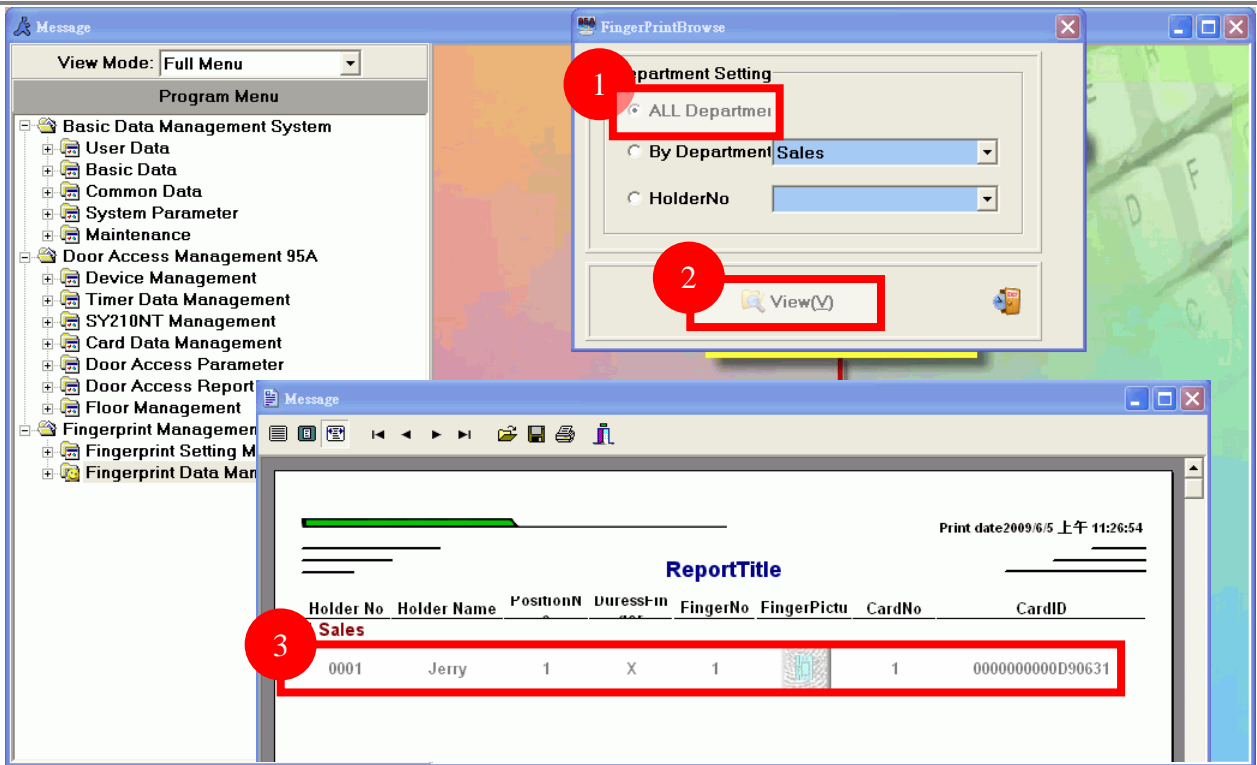 Message
View Mode: Full Menu
Program Menu
Basic Data Management System
User Data
Basic Data
Common Data
System Parameter
Maintenance
Door Access Management 95A
Device Management
Timer Data Management
SY210NT Management
Card Data Management
Door Access Parameter
Door Access Report
Floor Management
Fingerprint Managemen
Fingerprint Setting M
Fingerprint Data Man
FingerPrintBrowse
1
epartment Setting
ALL Departmen
By Department Sales
HolderNo
2
View(V)
Message
Print date2009/6/5 上午 11:26:54
ReportTitle
Holder No Holder Name PositionN DuressFin FingerNo FingerPictu CardNo CardID
3
Sales
0001 Jerry 1 X 1 1 0000000000D90631